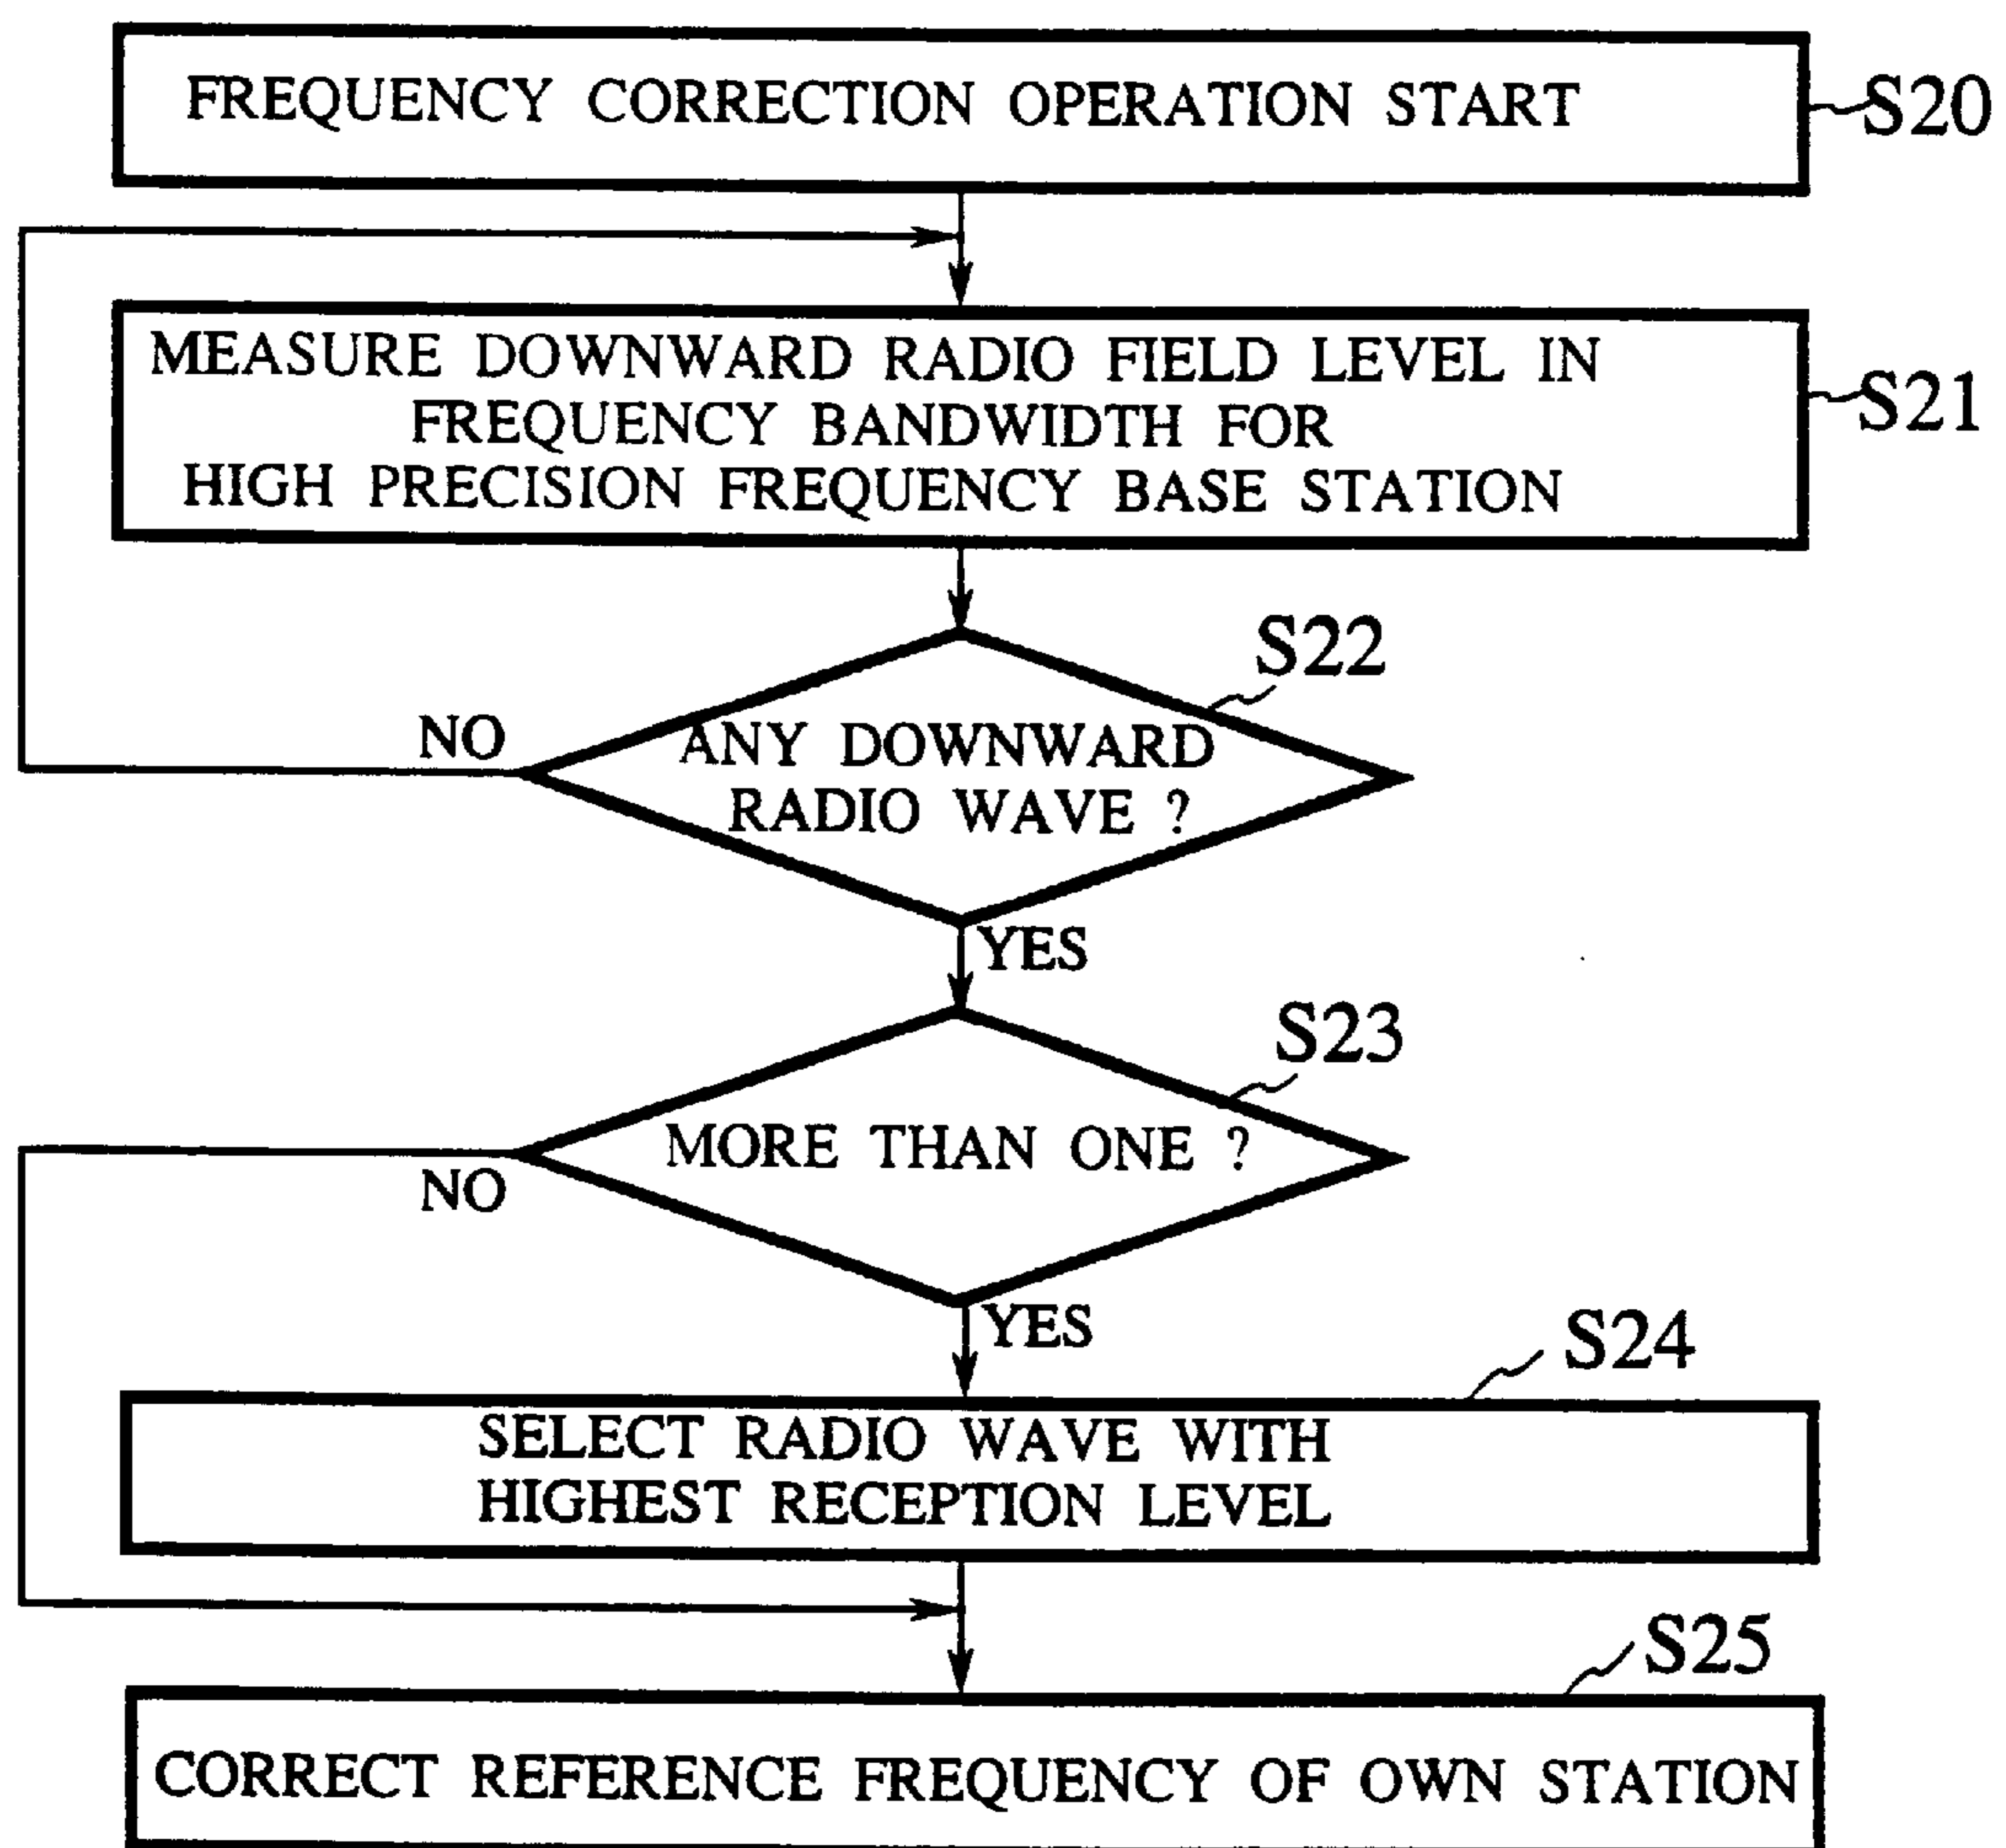 FREQUENCY CORRECTION OPERATION START
S20
MEASURE DOWNWARD RADIO FIELD LEVEL IN
FREQUENCY BANDWIDTH FOR
HIGH PRECISION FREQUENCY BASE STATION
S21
S22
NO
ANY DOWNWARD
RADIO WAVE ?
YES
S23
MORE THAN ONE ?
NO
YES
S24
SELECT RADIO WAVE WITH
HIGHEST RECEPTION LEVEL
S25
CORRECT REFERENCE FREQUENCY OF OWN STATION